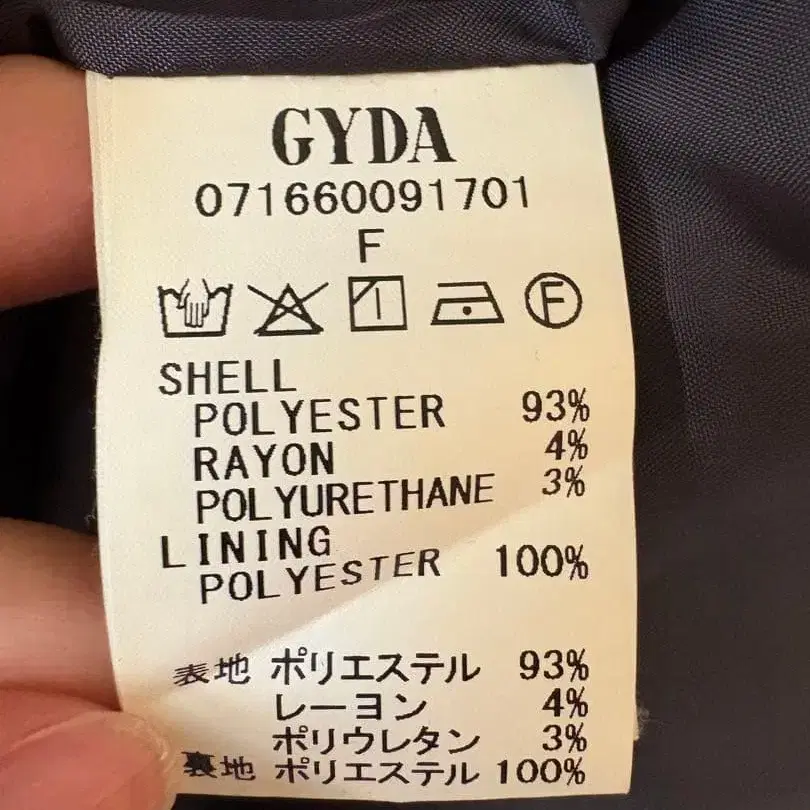 GYDA
071660091701
F
F
SHELL
POLYESTER 93%
RAYON 4%
POLYURETHANE 3%
LINING
POLYESTER 100%
表地 ポリエステル 93%
レーヨン 4%
ポリウレタン 3%
裏地 ポリエステル 100%